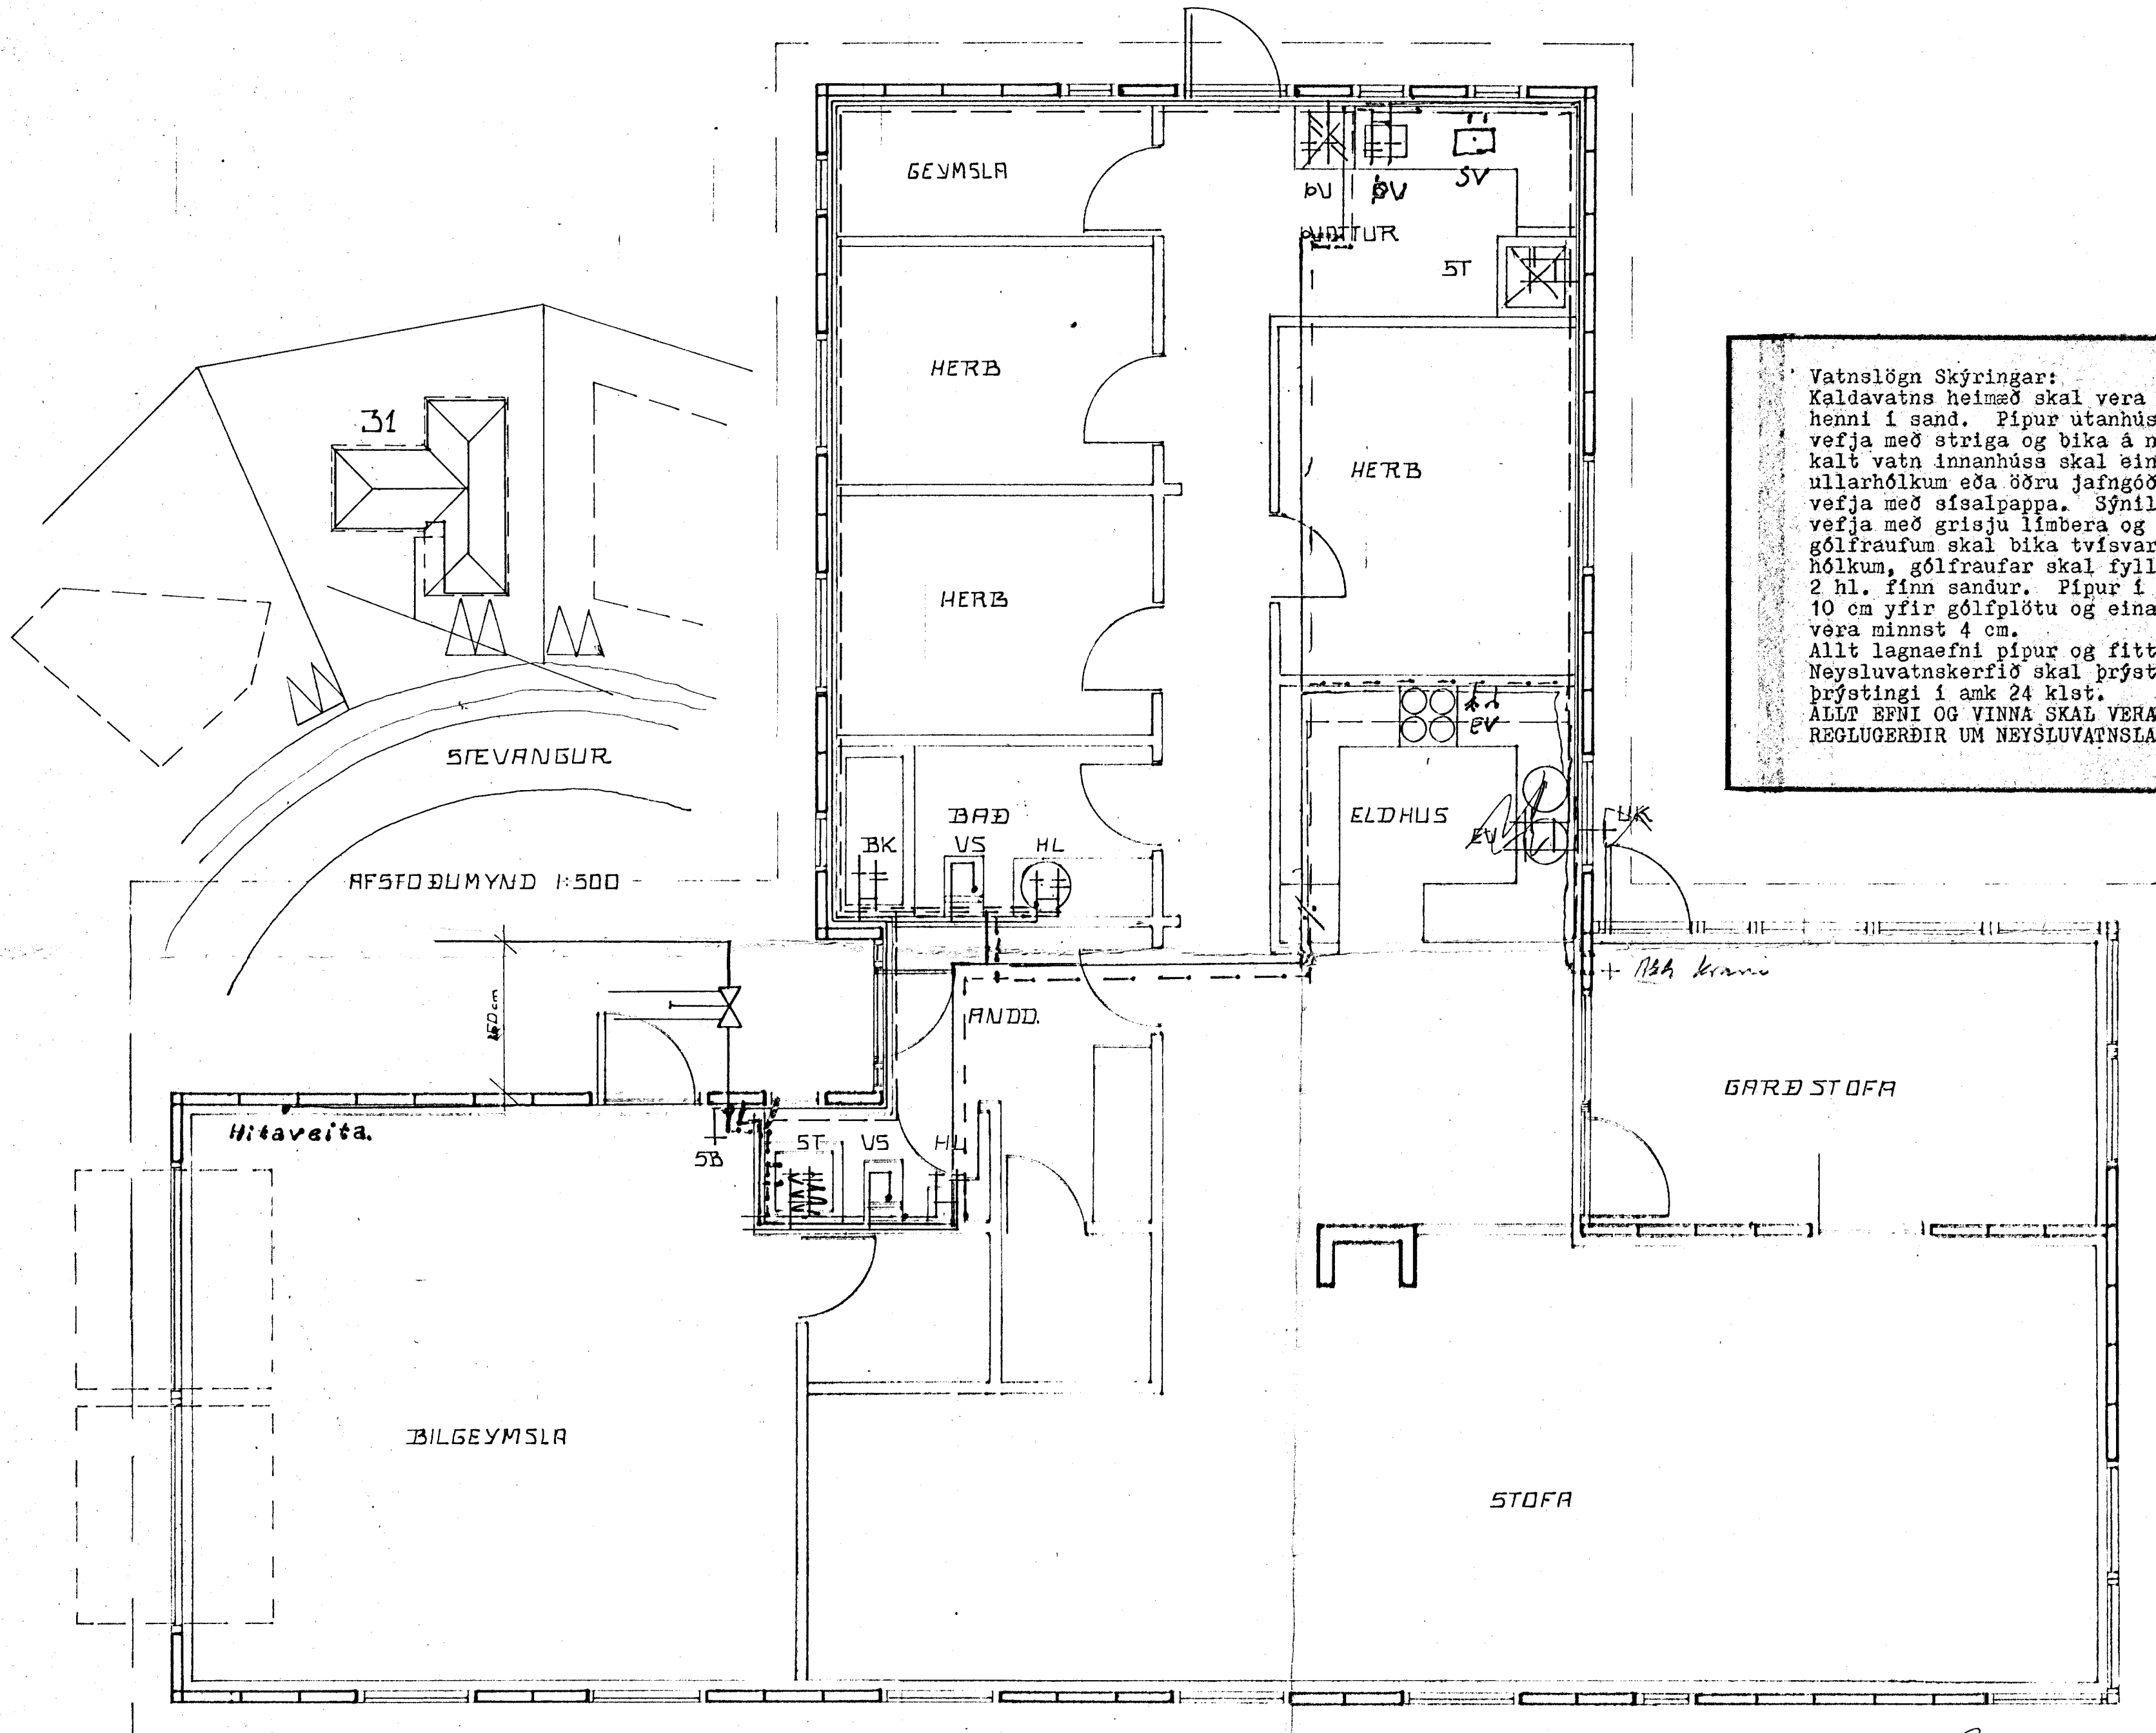 GEYMSLA
ÞV
ÞV
SV
ÞVOTTUR
ST
HERB
HERB
HERB
31
SÆVANGUR
AFSTÖÐUMYND 1:500
Vatnslögn Skýringar:
Kaldavatns heimæð skal vera
henni í sand. Pípur utanhús
vefja með striga og bika á n
kalt vatn innanhúss skal ein
ullarhólkum eða öðru jafngóð
vefja með sísalpappa. Sýnil
vefja með grisju límbera og
gólfraufum skal bika tvísvar
hólkum, gólfraufar skal fyll
2 hl. fínn sandur. Pípur í
10 cm yfir gólfplötu og eina
vera minnst 4 cm.
Allt lagnaefni pípur og fitt
Neysluvatnskerfið skal þrýst
þrýstingi í amk 24 klst.
ALLT EFNI OG VINNA SKAL VERA
REGLUGERÐIR UM NEYSLUVATNSLA
EV
BAÐ
BK
VS
HL
ELDHUS
EV
UK
krani
ANDD.
GARÐSTOFA
Hitaveita.
SB
ST
VS
HL
BILGEYMSLA
STOFA